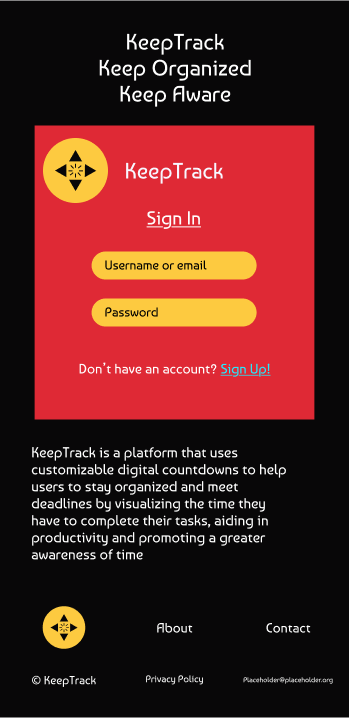 KeepTrack
Keep Organized
Keep Aware
KeepTrack
Sign In
Username or email
Password
Don't have an account? Sign Up!
KeepTrack is a platform that uses
customizable digital countdowns to help
users to stay organized and meet
deadlines by visualizing the time they
have to complete their tasks, aiding in
productivity and promoting a greater
awareness of time
About
Contact
© KeepTrack
Privacy Policy
Placeholder@placeholder.org